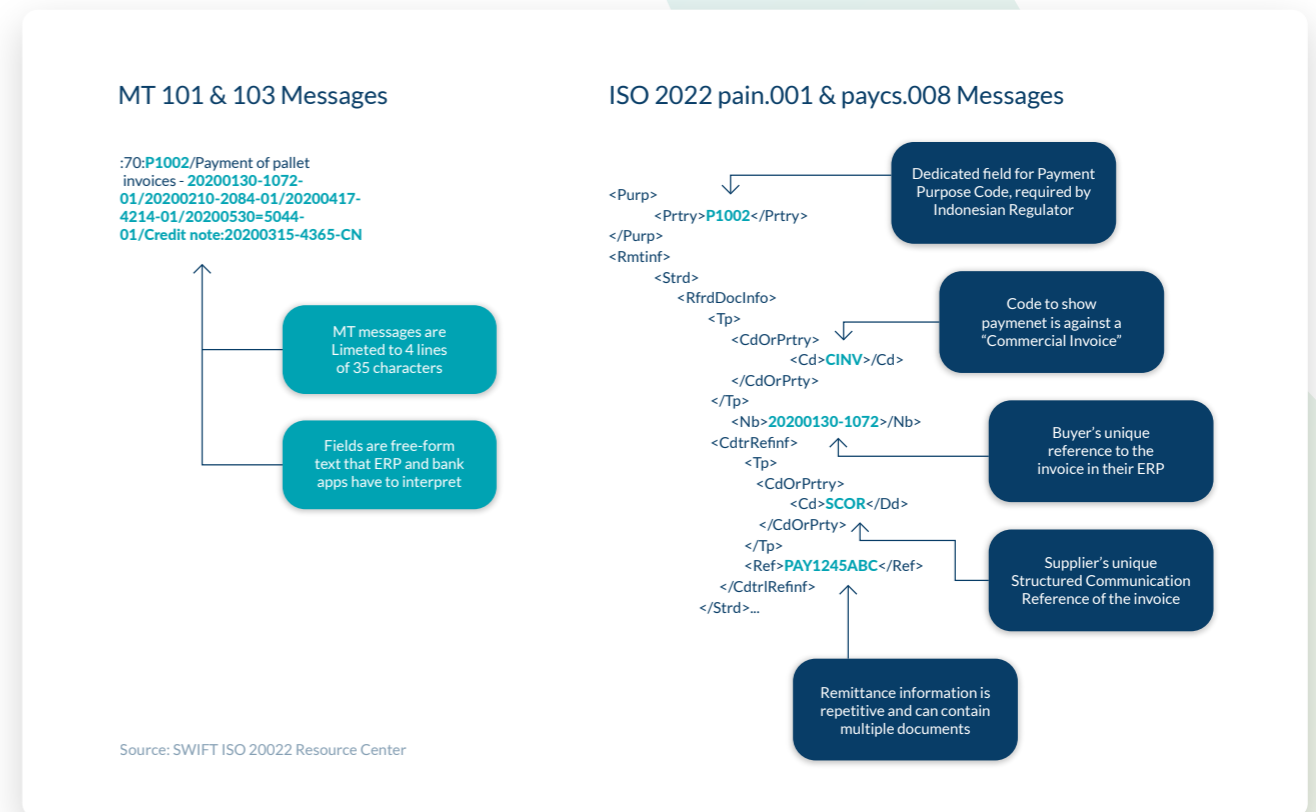 MT 101 & 103 Messages
:70:P1002/Payment of pallet
invoices - 20200130-1072-
01/20200210-2084-01/20200417-
4214-01/20200530=5044-
01/Credit note:20200315-4365-CN
MT messages are
Limeted to 4 lines
of 35 characters
Fields are free-form
text that ERP and bank
apps have to interpret
ISO 2022 pain.001 & paycs.008 Messages
<Purp>
<Prtry>P1002</Prtry>
</Purp>
<Rmtinf>
<Strd>
<RfrdDocInfo>
<Tp>
<CdOrPrtry>
<Cd>CINV>/Cd>
</CdOrPrty>
</Tp>
<Nb>20200130-1072>/Nb>
<CdtrRefinf>
<Tp>
<CdOrPrtry>
<Cd>SCOR</Dd>
</CdOrPrty>
</Tp>
<Ref>PAY1245ABC</Ref>
</CdtrlRefinf>
</Strd>...
Dedicated field for Payment
Purpose Code, required by
Indonesian Regulator
Code to show
paymenet is against a
“Commercial Invoice”
Buyer’s unique
reference to the
invoice in their ERP
Supplier’s unique
Structured Communication
Reference of the invoice
Remittance information is
repetitive and can contain
multiple documents
Source: SWIFT ISO 20022 Resource Center